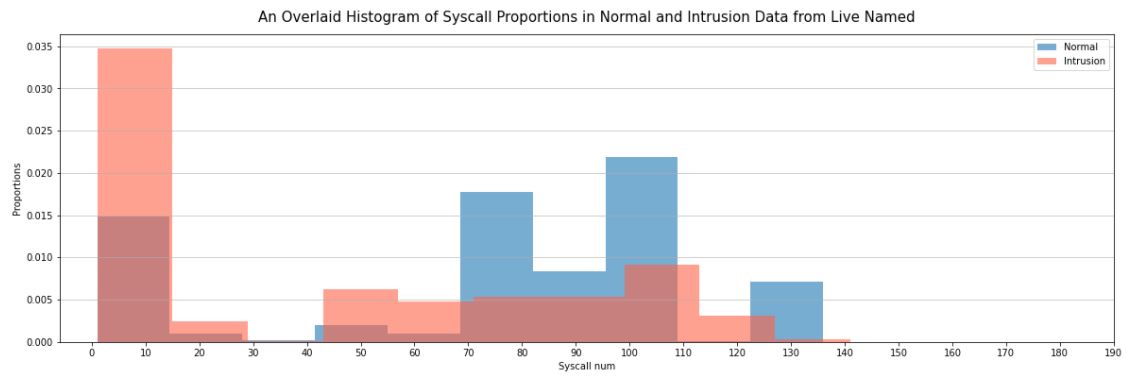 An Overlaid Histogram of Syscall Proportions in Normal and Intrusion Data from Live Named
Normal
Intrusion
0.035
0.030
0.025
0.020
0.015
0.010
0.005
0.000
Proportions
0 10 20 30 40 50 60 70 80 90 100 110 120 130 140 150 160 170 180 190
Syscall num